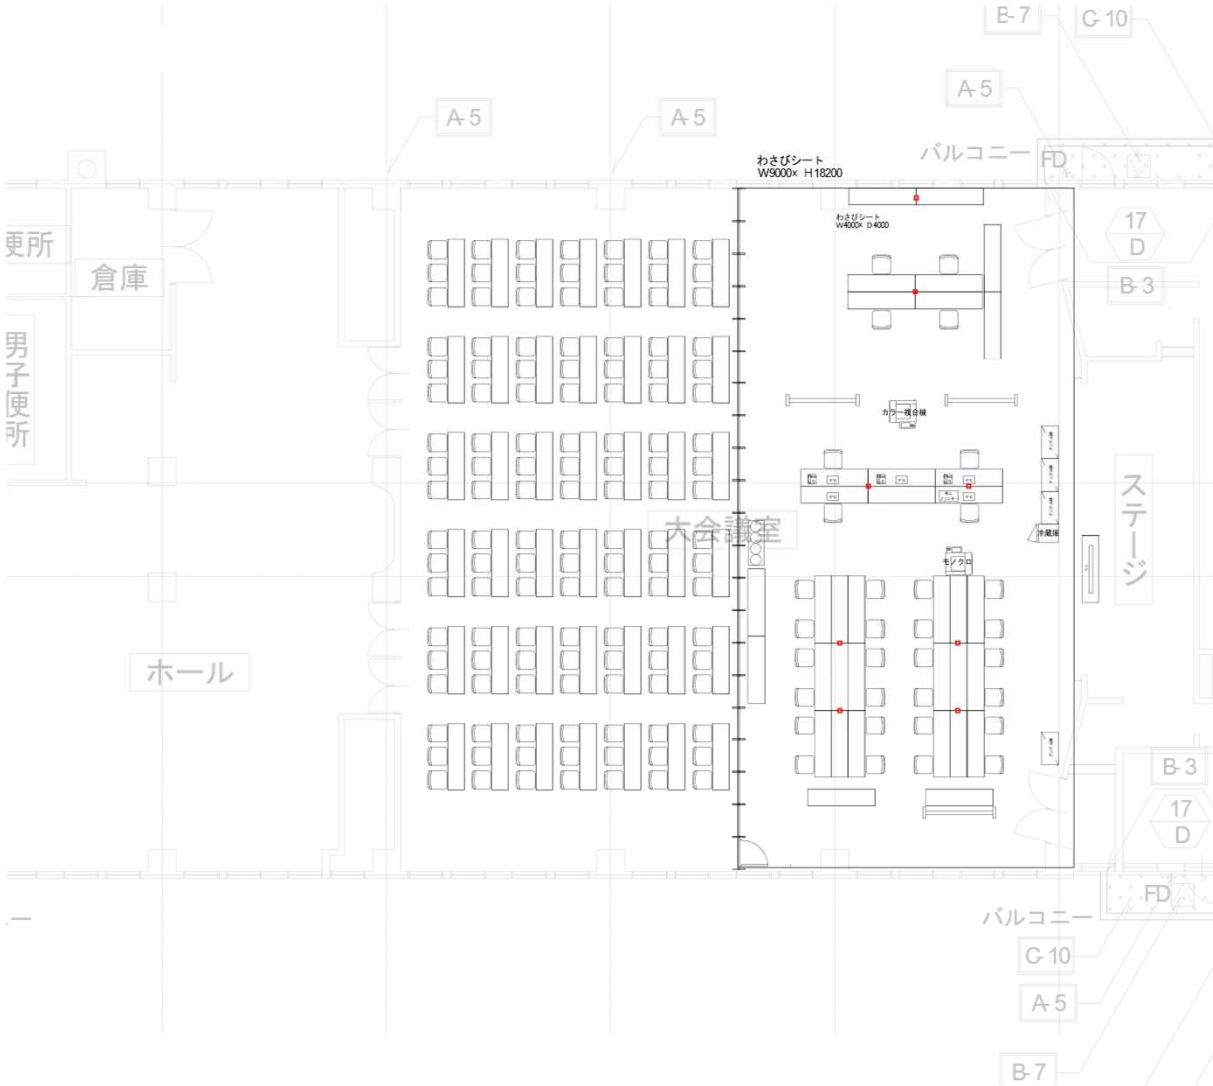 B-7
C-10
A-5
A-5
A-5
バルコニー
FD
わさびシート
W9000× H18200
わさびシート
W4000× D4000
17
D
B-3
便所
倉庫
男子便所
カラー複合機
ステージ
大会議室
冷蔵庫
モノクロ
ホール
B-3
17
D
FD
バルコニー
C-10
A-5
B-7